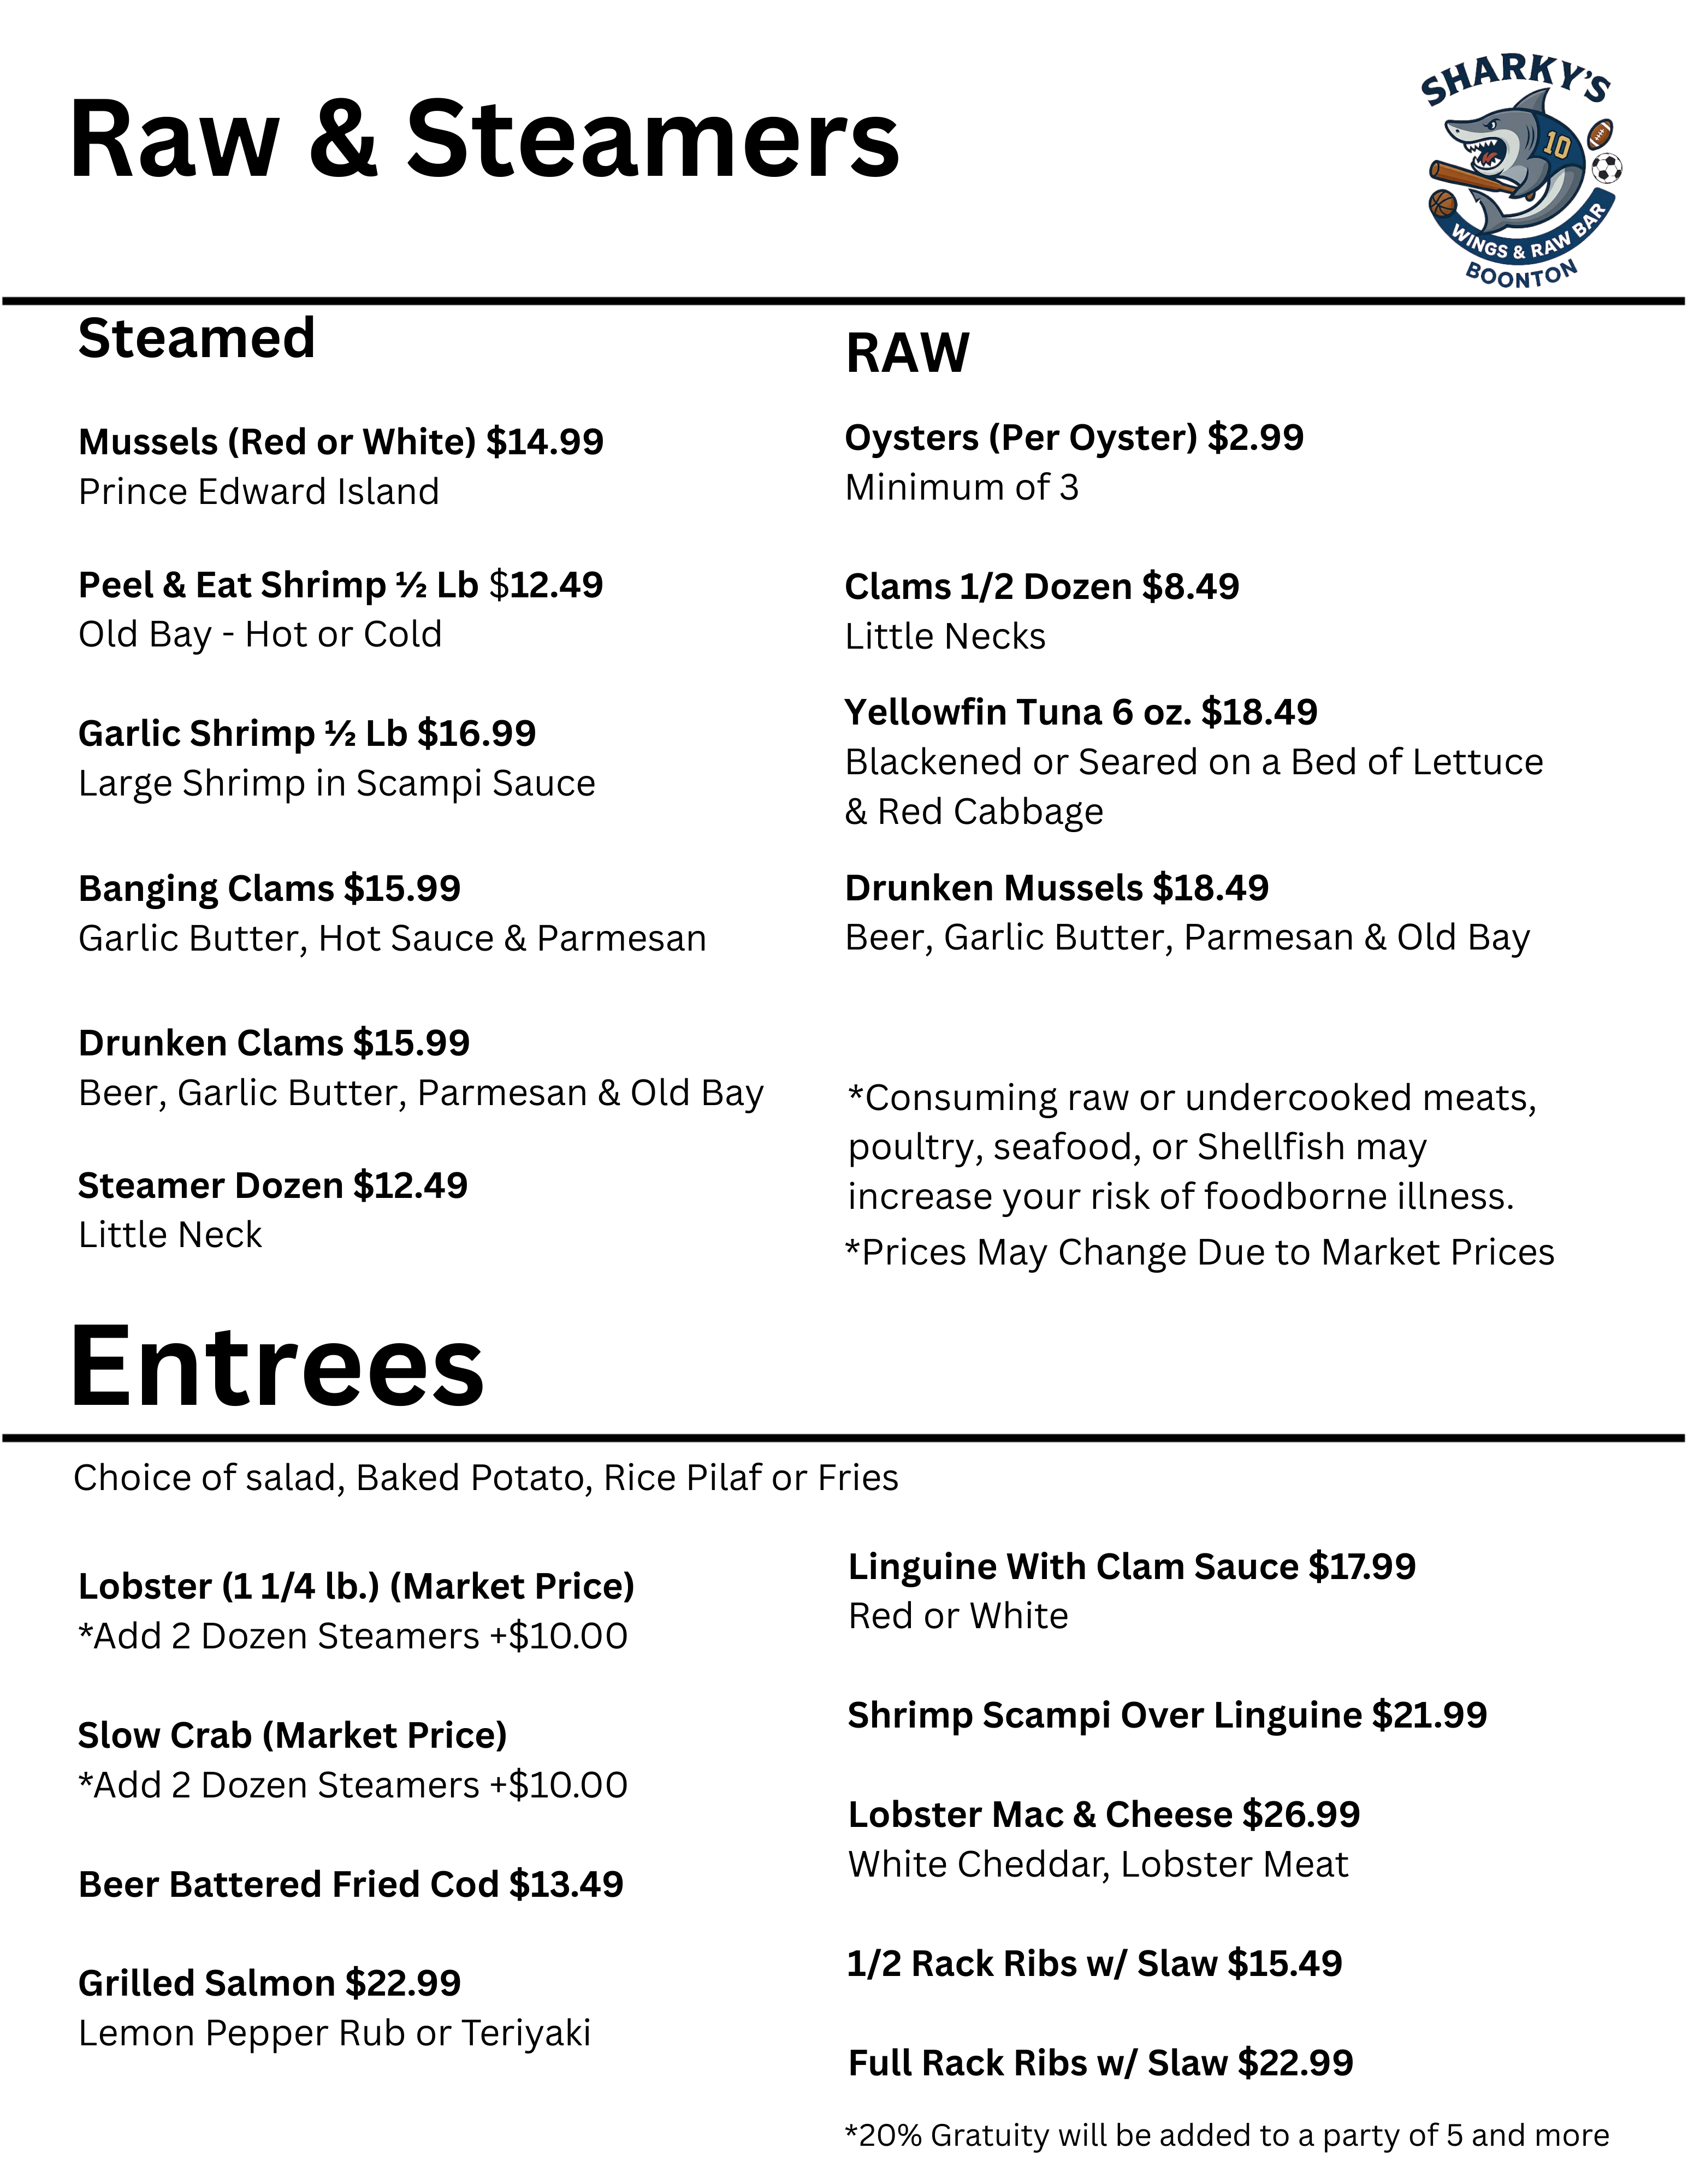 Raw & Steamers
SHARKY'S
10
WINGS & RAW BAR
BOONTON
Steamed
Mussels (Red or White) $14.99
Prince Edward Island
Peel & Eat Shrimp ½ Lb $12.49
Old Bay - Hot or Cold
Garlic Shrimp ½ Lb $16.99
Large Shrimp in Scampi Sauce
Banging Clams $15.99
Garlic Butter, Hot Sauce & Parmesan
Drunken Clams $15.99
Beer, Garlic Butter, Parmesan & Old Bay
Steamer Dozen $12.49
Little Neck
RAW
Oysters (Per Oyster) $2.99
Minimum of 3
Clams 1/2 Dozen $8.49
Little Necks
Yellowfin Tuna 6 oz. $18.49
Blackened or Seared on a Bed of Lettuce
& Red Cabbage
Drunken Mussels $18.49
Beer, Garlic Butter, Parmesan & Old Bay
*Consuming raw or undercooked meats,
poultry, seafood, or Shellfish may
increase your risk of foodborne illness.
*Prices May Change Due to Market Prices
Entrees
Choice of salad, Baked Potato, Rice Pilaf or Fries
Lobster (1 1/4 lb.) (Market Price)
*Add 2 Dozen Steamers +$10.00
Slow Crab (Market Price)
*Add 2 Dozen Steamers +$10.00
Beer Battered Fried Cod $13.49
Grilled Salmon $22.99
Lemon Pepper Rub or Teriyaki
Linguine With Clam Sauce $17.99
Red or White
Shrimp Scampi Over Linguine $21.99
Lobster Mac & Cheese $26.99
White Cheddar, Lobster Meat
1/2 Rack Ribs w/ Slaw $15.49
Full Rack Ribs w/ Slaw $22.99
*20% Gratuity will be added to a party of 5 and more